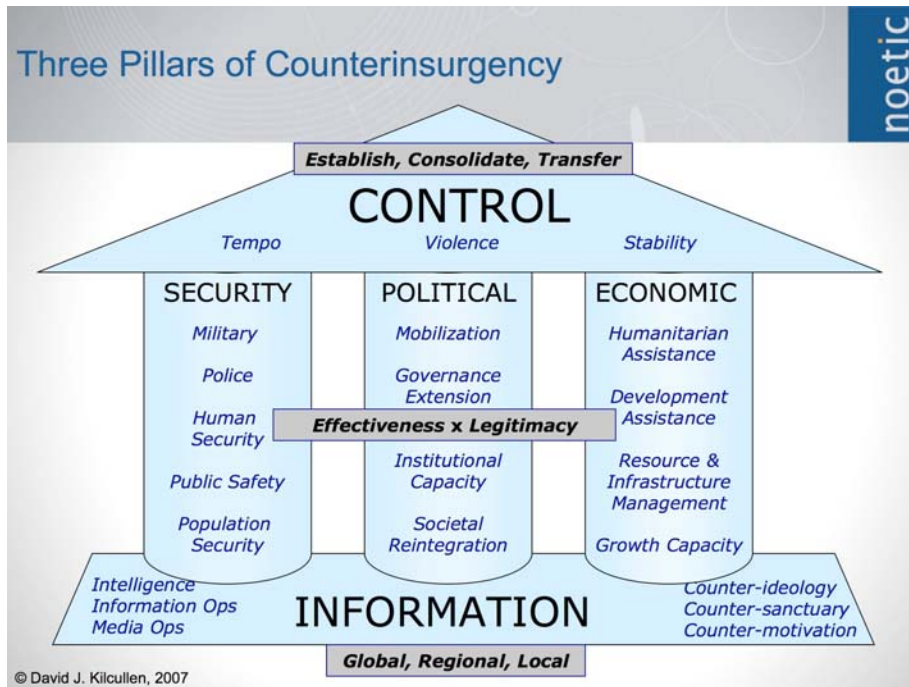 Three Pillars of Counterinsurgency
noetic
Establish, Consolidate, Transfer
CONTROL
Tempo
Violence
Stability
SECURITY
Military
Police
Human
Security
Public Safety
Population
Security
POLITICAL
Mobilization
Governance
Extension
Effectiveness x Legitimacy
Institutional
Capacity
Societal
Reintegration
ECONOMIC
Humanitarian
Assistance
Development
Assistance
Resource &
Infrastructure
Management
Growth Capacity
Intelligence
Information Ops
Media Ops
INFORMATION
Counter-ideology
Counter-sanctuary
Counter-motivation
Global, Regional, Local
© David J. Kilcullen, 2007